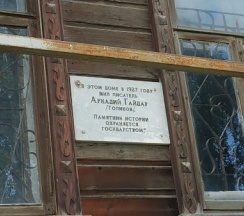 В ЭТОМ ДОМЕ В 1927 ГОДУ
ЖИЛ ПИСАТЕЛЬ
АРКАДИЙ ГАЙДАР
(ГОЛИКОВ)
ПАМЯТНИК ИСТОРИИ
ОХРАНЯЕТСЯ
ГОСУДАРСТВОМ